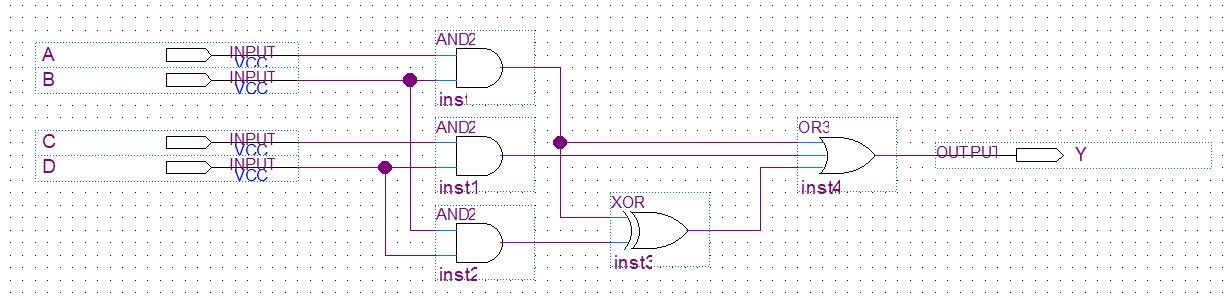 A INPUT
VCC
B INPUT
VCC
C INPUT
VCC
D INPUT
VCC
AND2
inst
AND2
inst1
AND2
inst2
XOR
inst3
OR3
inst4
OUTPUT Y